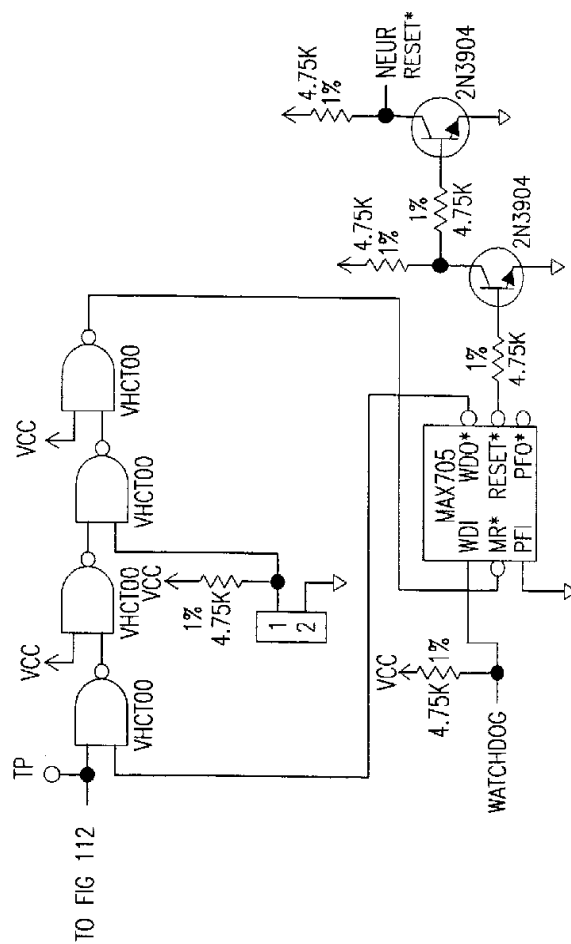 TO FIG 112
TP
VHCT00
VCC
VHCT00
VHCT00
VCC
VHCT00
VCC
1%
4.75K
1
2
WATCHDOG
VCC
4.75K
1%
MAX705
WDI
WDO*
MR*
RESET*
PFI
PFO*
1%
4.75K
4.75K
1%
2N3904
1%
4.75K
4.75K
1%
NEUR
RESET*
2N3904